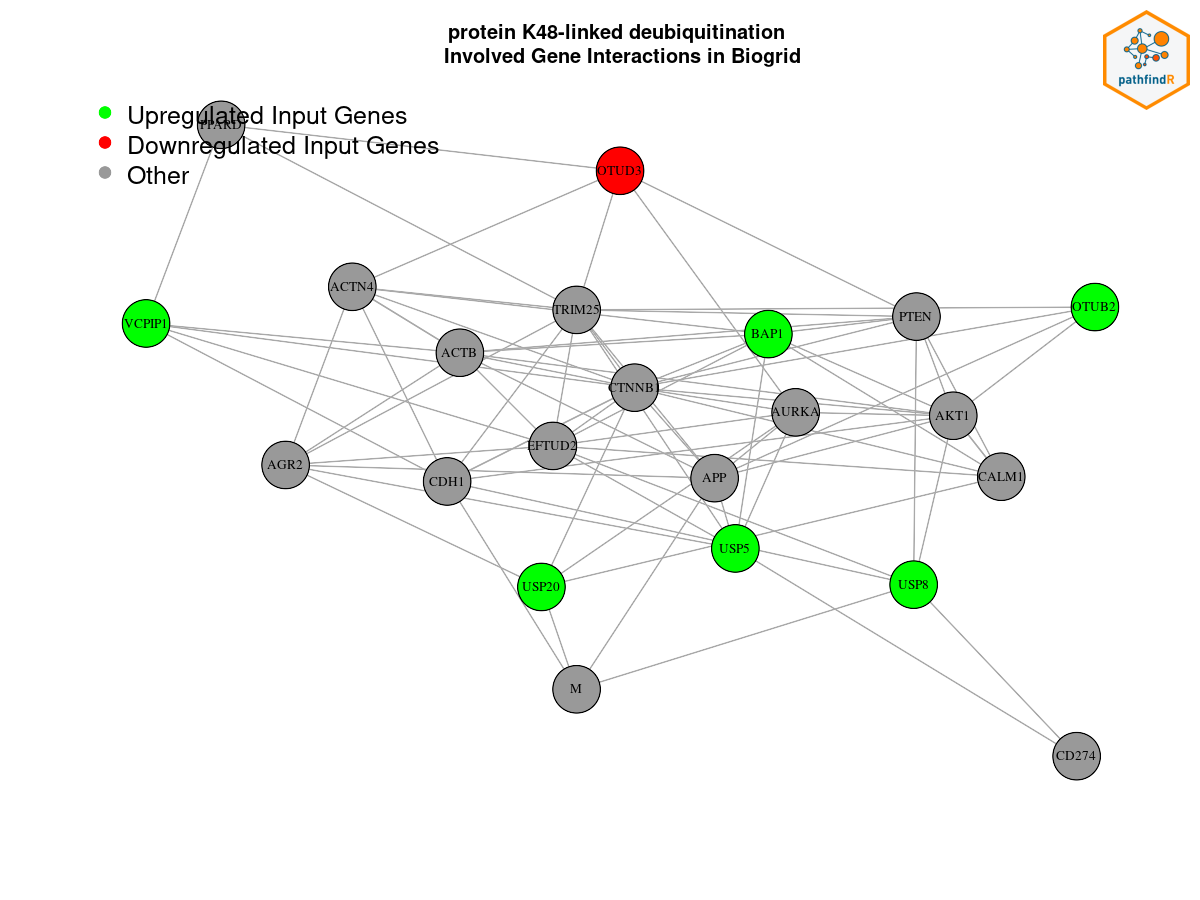 protein K48-linked deubiquitination
Involved Gene Interactions in Biogrid
pathfindR
Upregulated Input Genes
PPARD
Downregulated Input Genes
Other
OTUD3
ACTN4
VCPIP1
TRIM25
OTUB2
PTEN
BAP1
ACTB
CTNNB1
AURKA
AKT1
EFTUD2
AGR2
CDH1
APP
CALM1
USP5
USP20
USP8
M
CD274